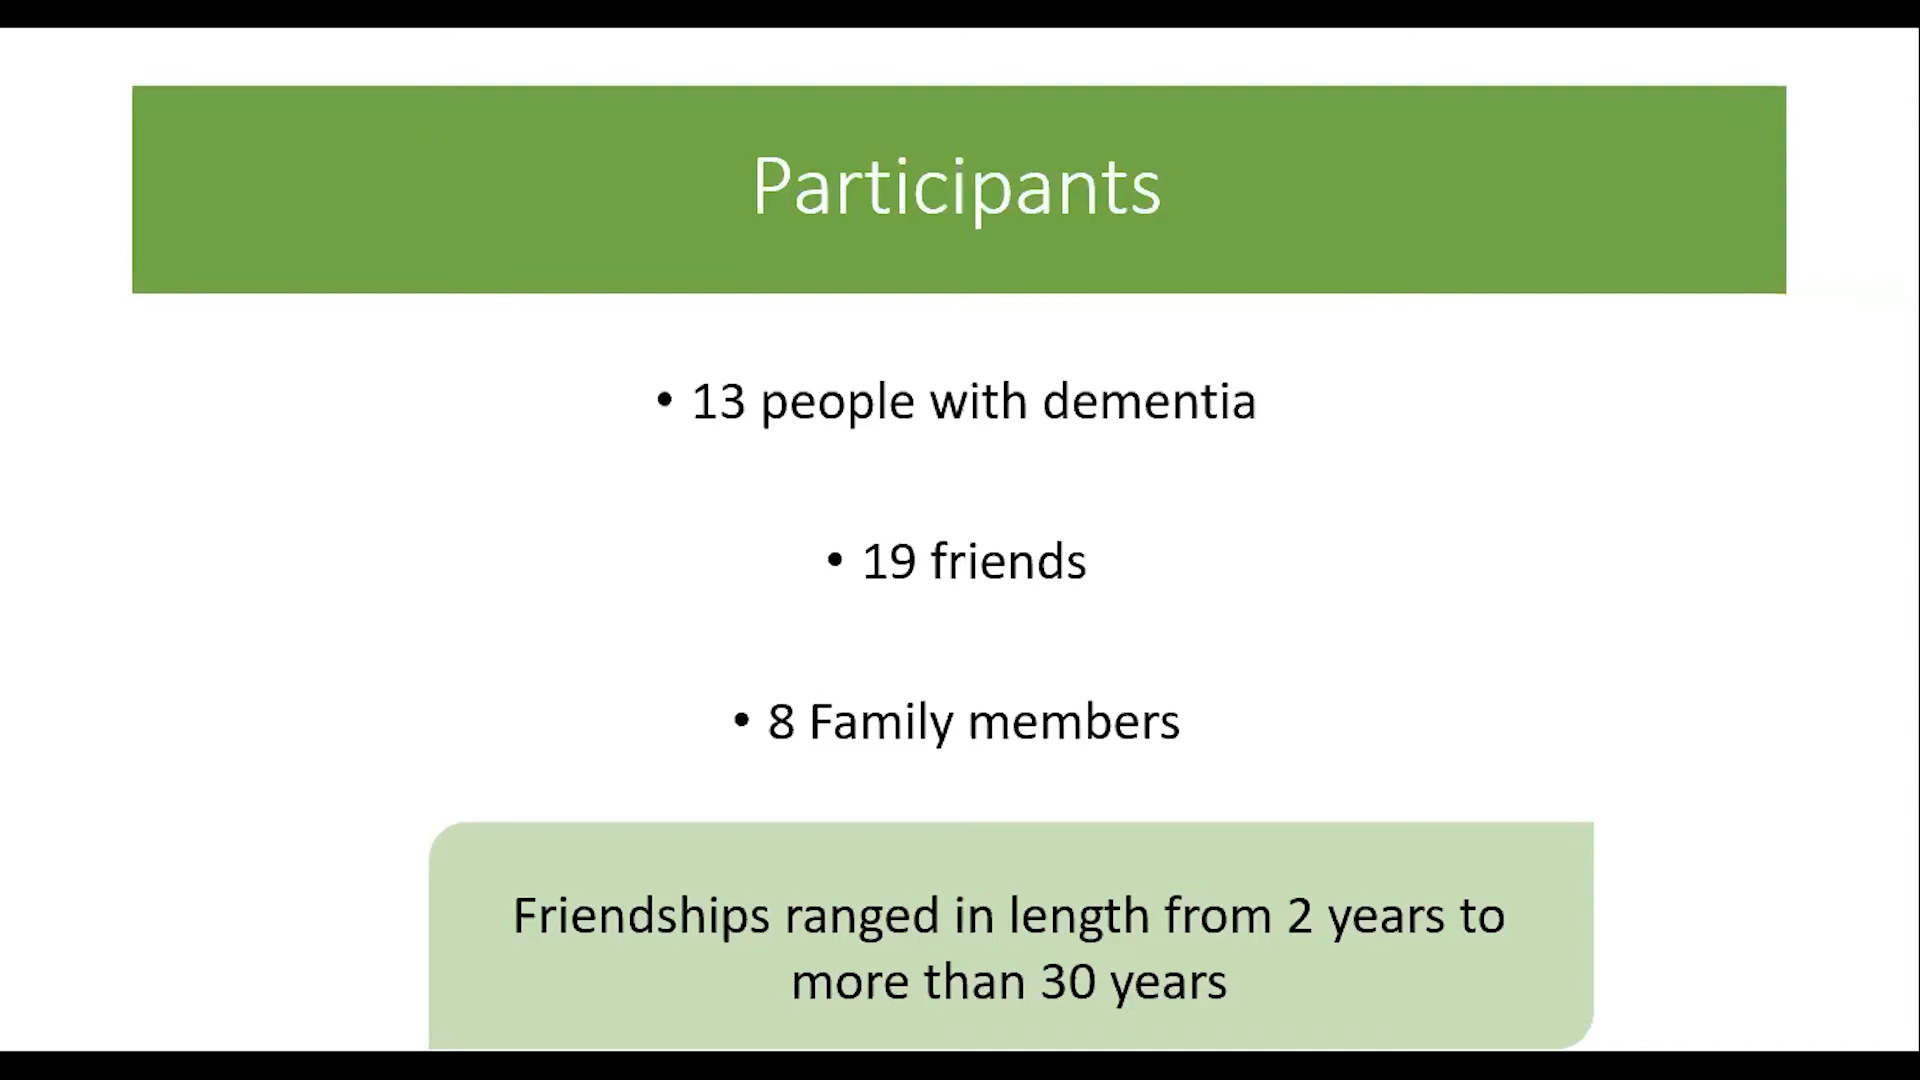 Participants
• 13 people with dementia
• 19 friends
• 8 Family members
Friendships ranged in length from 2 years to
more than 30 years